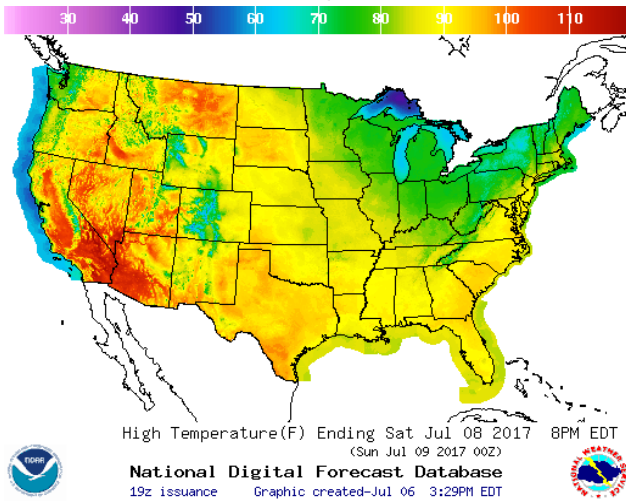 30 40 50 60 70 80 90 100 110
High Temperature(F) Ending Sat Jul 08 2017 8PM EDT
(Sun Jul 09 2017 00Z)
National Digital Forecast Database
19z issuance Graphic created-Jul 06 3:29PM EDT
NOAA